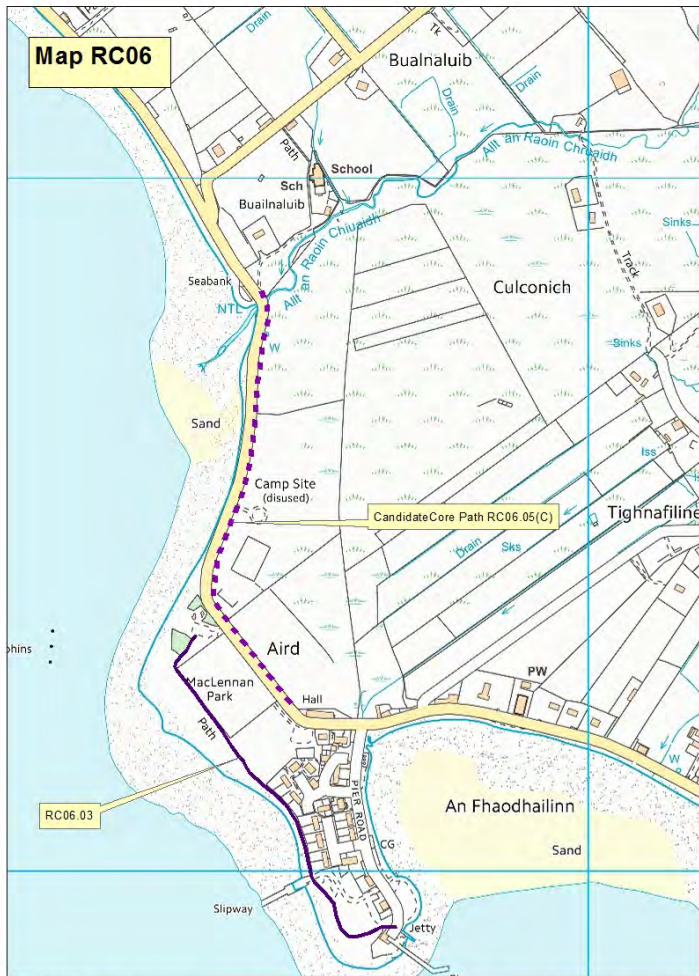 Map RC06
Drain
Tk
Bualnaluib
Drain
Drain
Path
Allt an Raoin Chiuaidh
School
Sch
Buailnaluib
Allt an Raoin Chiuaidh
Sinks
Track
Culconich
Seabank
NTL
W
Sinks
Sand
Iss
Camp Site
(disused)
CandidateCore Path RC06.05(C)
Tighnafiline
Drain
Sks
Aird
phins
PW
MacLennan
Park
Hall
Path
W
PIER ROAD
An Fhaodhailinn
RC06.03
CG
Sand
Slipway
Jetty